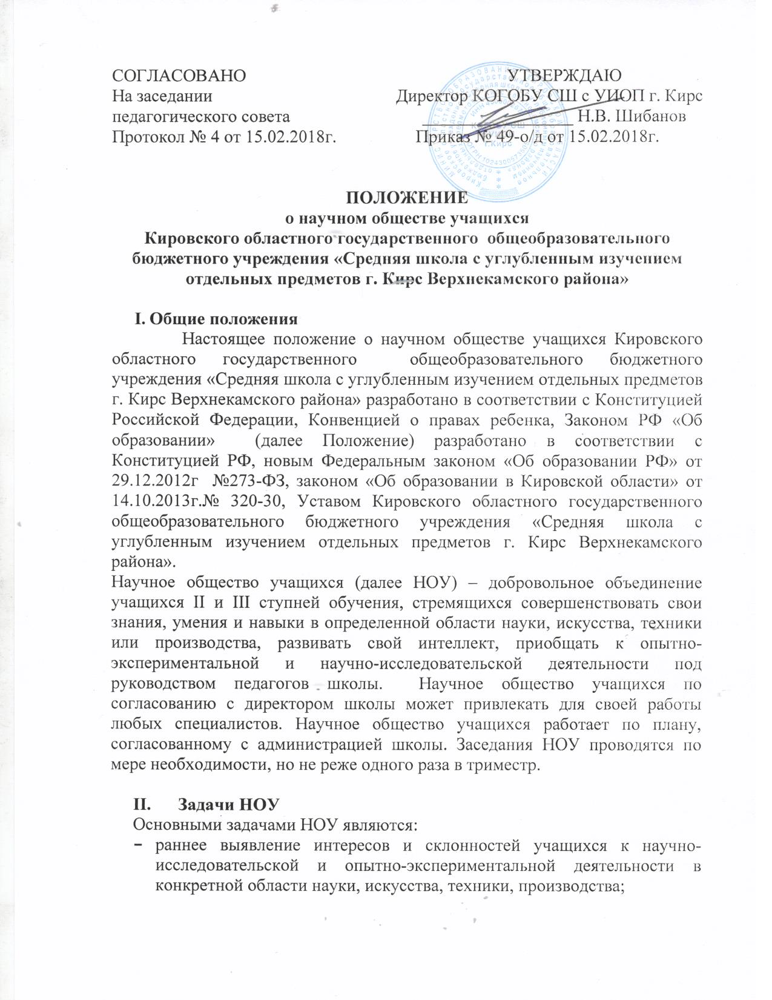 СОГЛАСОВАНО УТВЕРЖДАЮ
На заседании Директор КОГОБУ СШ с УИОП г. Кирс
педагогического совета Н.В. Шибанов
Протокол № 4 от 15.02.2018г. Приказ № 49-о/д от 15.02.2018г.
ПОЛОЖЕНИЕ
о научном обществе учащихся
Кировского областного государственного общеобразовательного
бюджетного учреждения «Средняя школа с углубленным изучением
отдельных предметов г. Кирс Верхнекамского района»
I. Общие положения
Настоящее положение о научном обществе учащихся Кировского
областного государственного общеобразовательного бюджетного
учреждения «Средняя школа с углубленным изучением отдельных предметов
г. Кирс Верхнекамского района» разработано в соответствии с Конституцией
Российской Федерации, Конвенцией о правах ребенка, Законом РФ «Об
образовании» (далее Положение) разработано в соответствии с
Конституцией РФ, новым Федеральным законом «Об образовании РФ» от
29.12.2012г №273-ФЗ, законом «Об образовании в Кировской области» от
14.10.2013г.№ 320-30, Уставом Кировского областного государственного
общеобразовательного бюджетного учреждения «Средняя школа с
углубленным изучением отдельных предметов г. Кирс Верхнекамского
района».
Научное общество учащихся (далее НОУ) – добровольное объединение
учащихся II и III ступней обучения, стремящихся совершенствовать свои
знания, умения и навыки в определенной области науки, искусства, техники
или производства, развивать свой интеллект, приобщать к опытно-
экспериментальной и научно-исследовательской деятельности под
руководством педагогов школы. Научное общество учащихся по
согласованию с директором школы может привлекать для своей работы
любых специалистов. Научное общество учащихся работает по плану,
согласованному с администрацией школы. Заседания НОУ проводятся по
мере необходимости, но не реже одного раза в триместр.
II. Задачи НОУ
Основными задачами НОУ являются:
– раннее выявление интересов и склонностей учащихся к научно-
исследовательской и опытно-экспериментальной деятельности в
конкретной области науки, искусства, техники, производства;